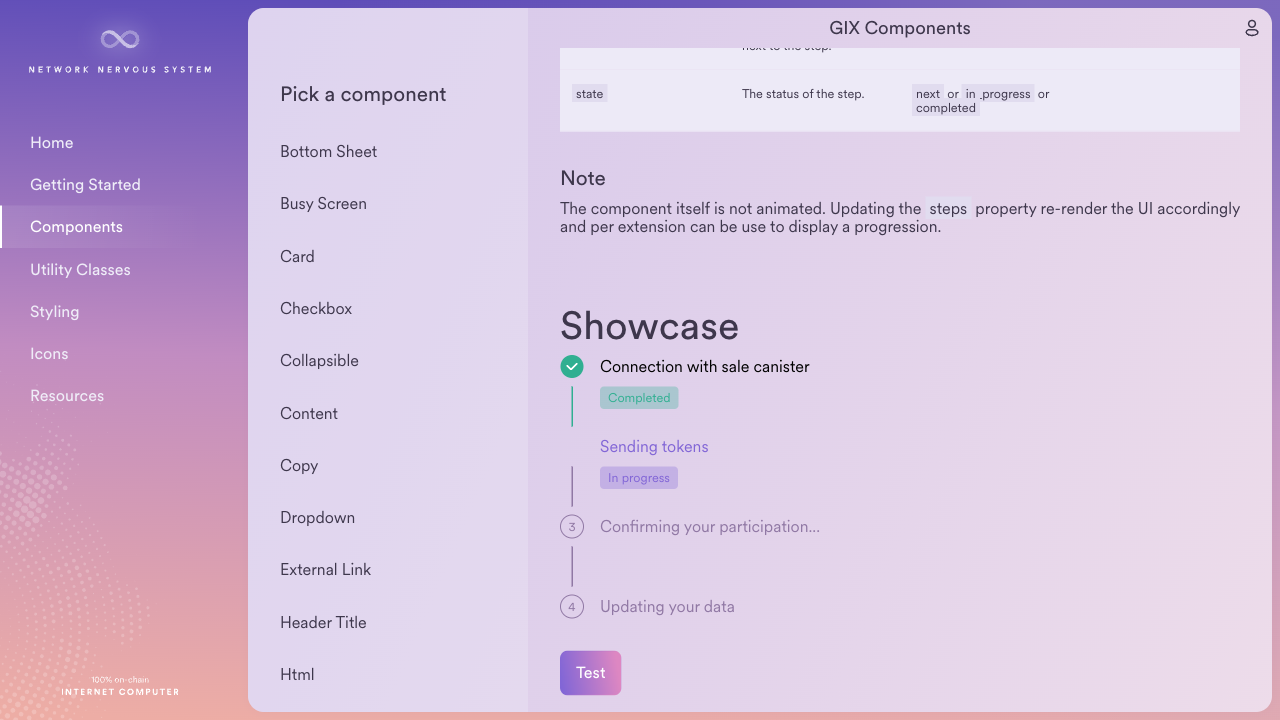 NETWORK NERVOUS SYSTEM
Home
Getting Started
Components
Utility Classes
Styling
Icons
Resources
100% on-chain
INTERNET COMPUTER
Pick a component
Bottom Sheet
Busy Screen
Card
Checkbox
Collapsible
Content
Copy
Dropdown
External Link
Header Title
Html
GIX Components
next to the step.
state The status of the step. next or in_progress or
completed
Note
The component itself is not animated. Updating the steps property re-render the UI accordingly
and per extension can be use to display a progression.
Showcase
Connection with sale canister
Completed
Sending tokens
In progress
3 Confirming your participation...
4 Updating your data
Test